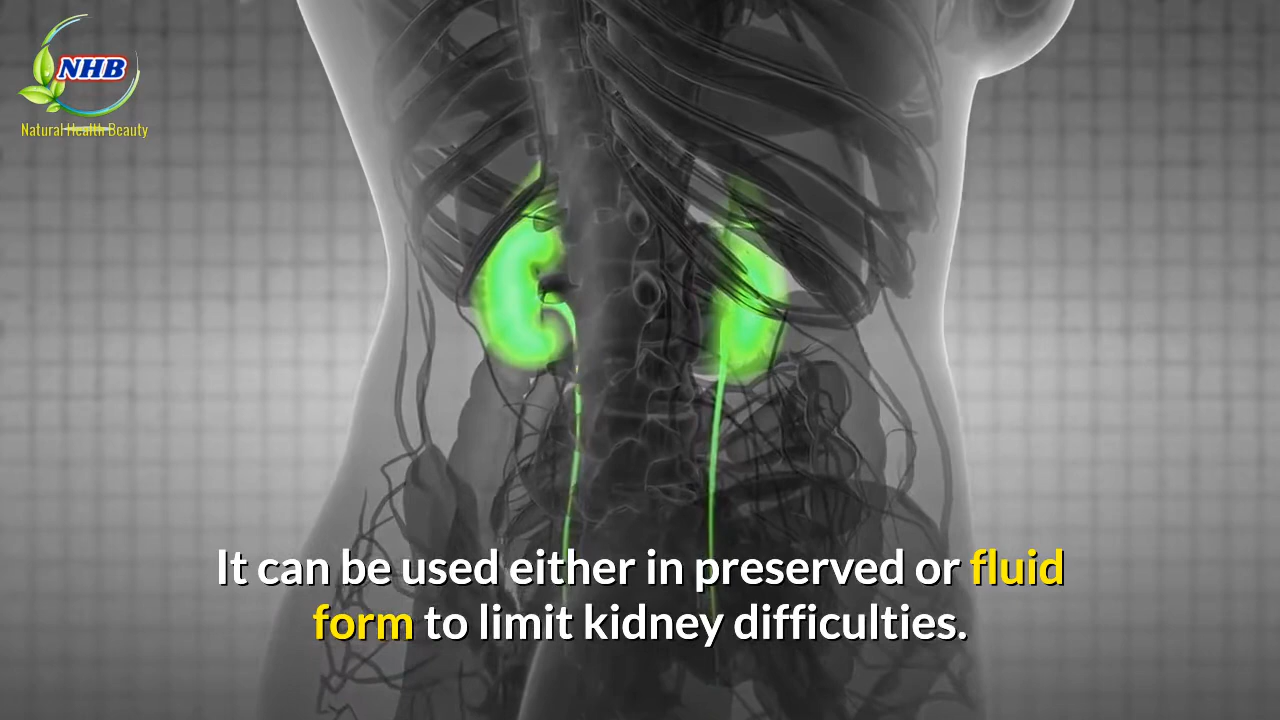 NHB
Natural Health Beauty
It can be used either in preserved or fluid
form to limit kidney difficulties.